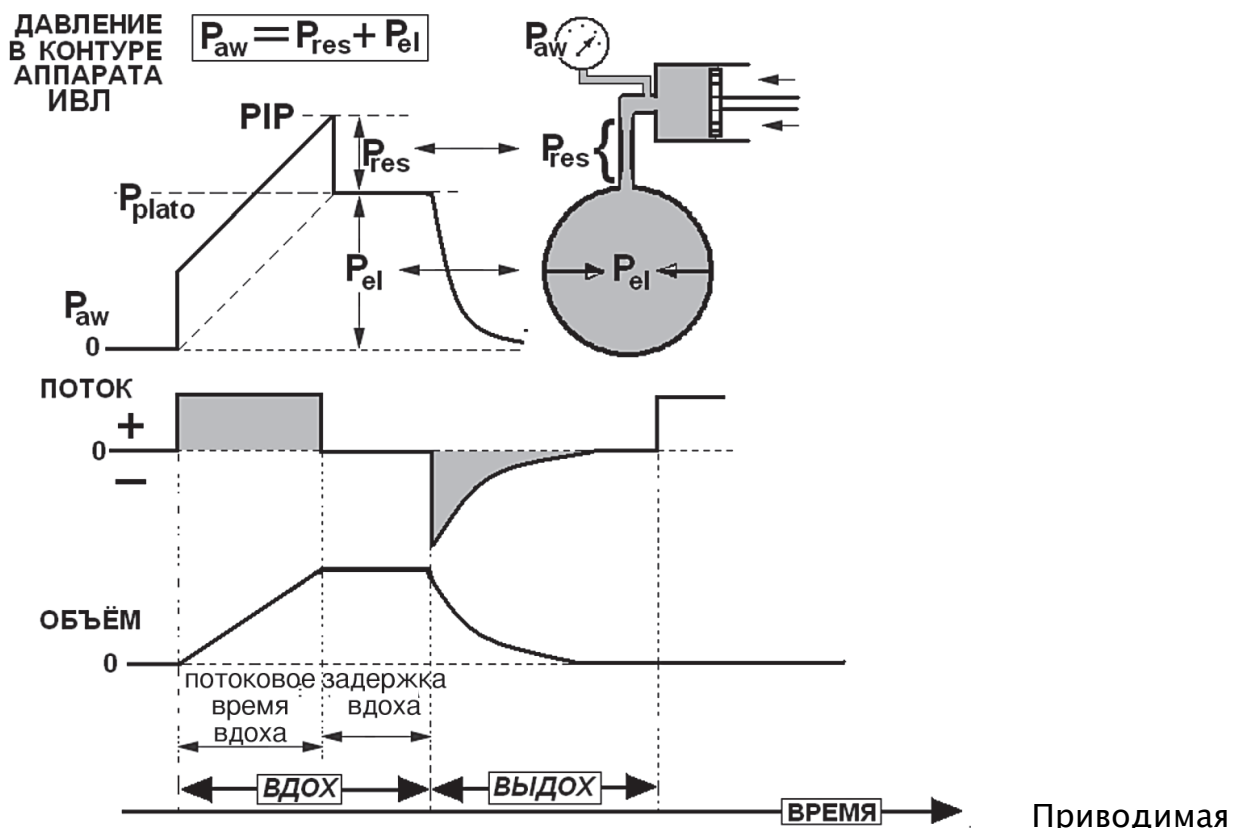 ДАВЛЕНИЕ
В КОНТУРЕ
АППАРАТА
ИВЛ
Paw=Pres+Pel
Paw
PIP
Pres
Pres
Pplato
Pel
Pel
Paw
0
ПОТОК
+
0
−
ОБЪЁМ
0
потоковое задержка
время вдоха
вдоха
ВДОХ
ВЫДОХ
ВРЕМЯ
Приводимая